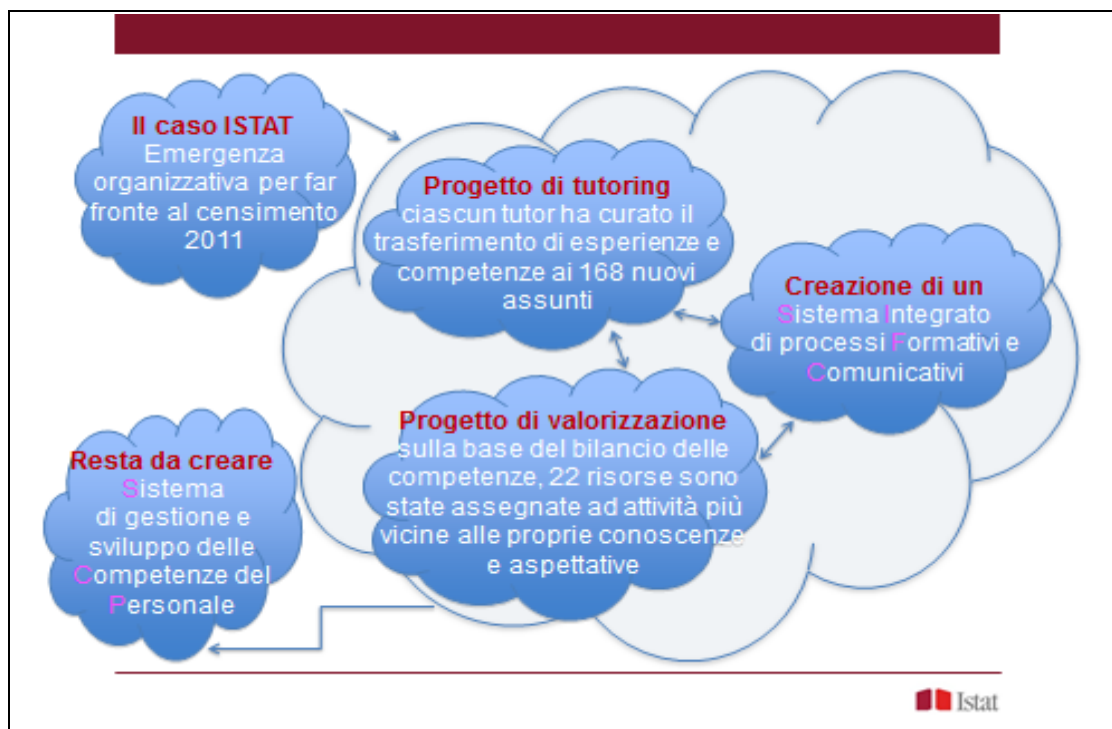 Il caso ISTAT
Emergenza
organizzativa per far
fronte al censimento
2011
Progetto di tutoring
ciascun tutor ha curato il
trasferimento di esperienze e
competenze ai 168 nuovi
assunti
Creazione di un
Sistema Integrato
di processi Formativi e
Comunicativi
Progetto di valorizzazione
sulla base del bilancio delle
competenze, 22 risorse sono
state assegnate ad attività più
vicine alle proprie conoscenze
e aspettative
Resta da creare
Sistema
di gestione e
sviluppo delle
Competenze del
Personale
Istat